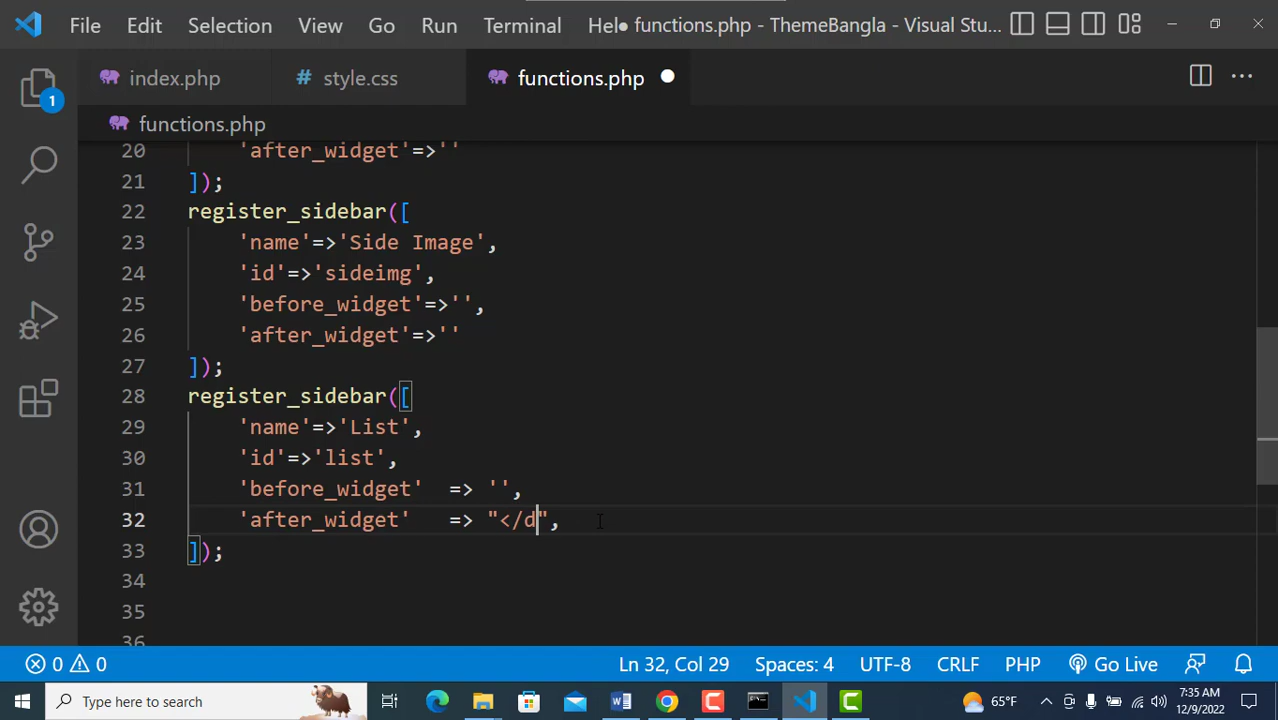 File Edit View Go Run Terminal Hel● functions.php - ThemeBangla - Visual Stu...
index.php # style.css functions.php ●
functions.php
20 'after_widget'=>''
21 ]);
22 register_sidebar([
23 'name'=>'Side Image',
24 'id'=>'sideimg',
25 'before_widget'=>'',
26 'after_widget'=>''
27 ]);
28 register_sidebar([
29 'name'=>'List',
30 'id'=>'list',
31 'before_widget' => '',
32 'after_widget' => "</d",
33 ]);
34
35
36
1
0 0 Ln 32, Col 29 Spaces: 4 UTF-8 CRLF PHP Go Live
Type here to search 65°F 7:35 AM
12/9/2022